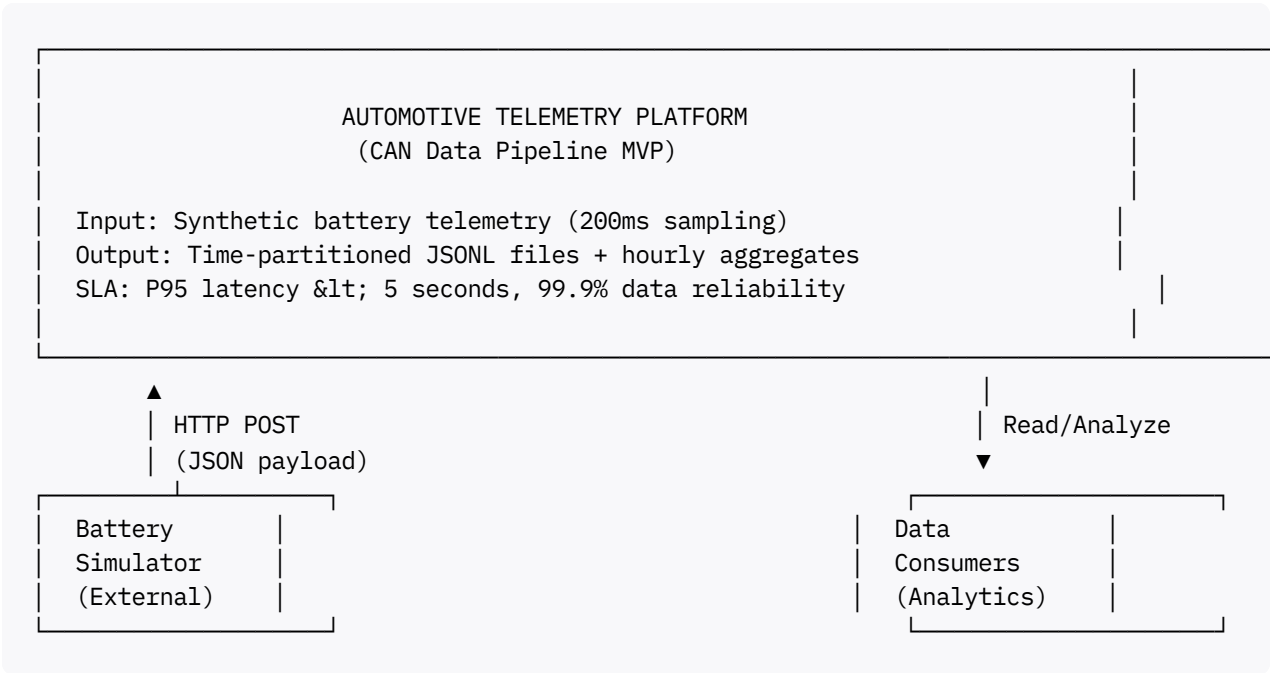 AUTOMOTIVE TELEMETRY PLATFORM
(CAN Data Pipeline MVP)
Input: Synthetic battery telemetry (200ms sampling)
Output: Time-partitioned JSONL files + hourly aggregates
SLA: P95 latency &lt; 5 seconds, 99.9% data reliability
HTTP POST
(JSON payload)
Read/Analyze
Battery
Simulator
(External)
Data
Consumers
(Analytics)